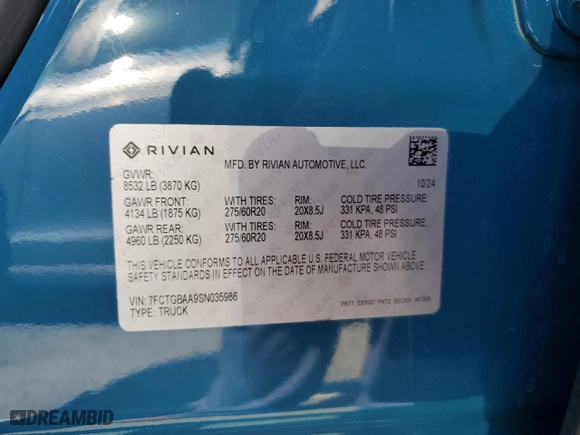 RIVIAN
MFD. BY RIVIAN AUTOMOTIVE, LLC.
GVWR:
8532 LB (3870 KG)
10/24
GAWR FRONT: WITH TIRES: RIM: COLD TIRE PRESSURE:
4134 LB (1875 KG) 275/60R20 20X8.5J 331 KPA, 48 PSI
GAWR REAR: WITH TIRES: RIM: COLD TIRE PRESSURE:
4960 LB (2250 KG) 275/60R20 20X8.5J 331 KPA, 48 PSI
THIS VEHICLE CONFORMS TO ALL APPLICABLE U.S. FEDERAL MOTOR VEHICLE
SAFETY STANDARDS IN EFFECT ON THE DATE OF MANUFACTURE SHOWN ABOVE.
VIN: 7FCTGBAA9SN035986
TYPE: TRUCK
PNT1 EXP007 PNT2
DREAMBID